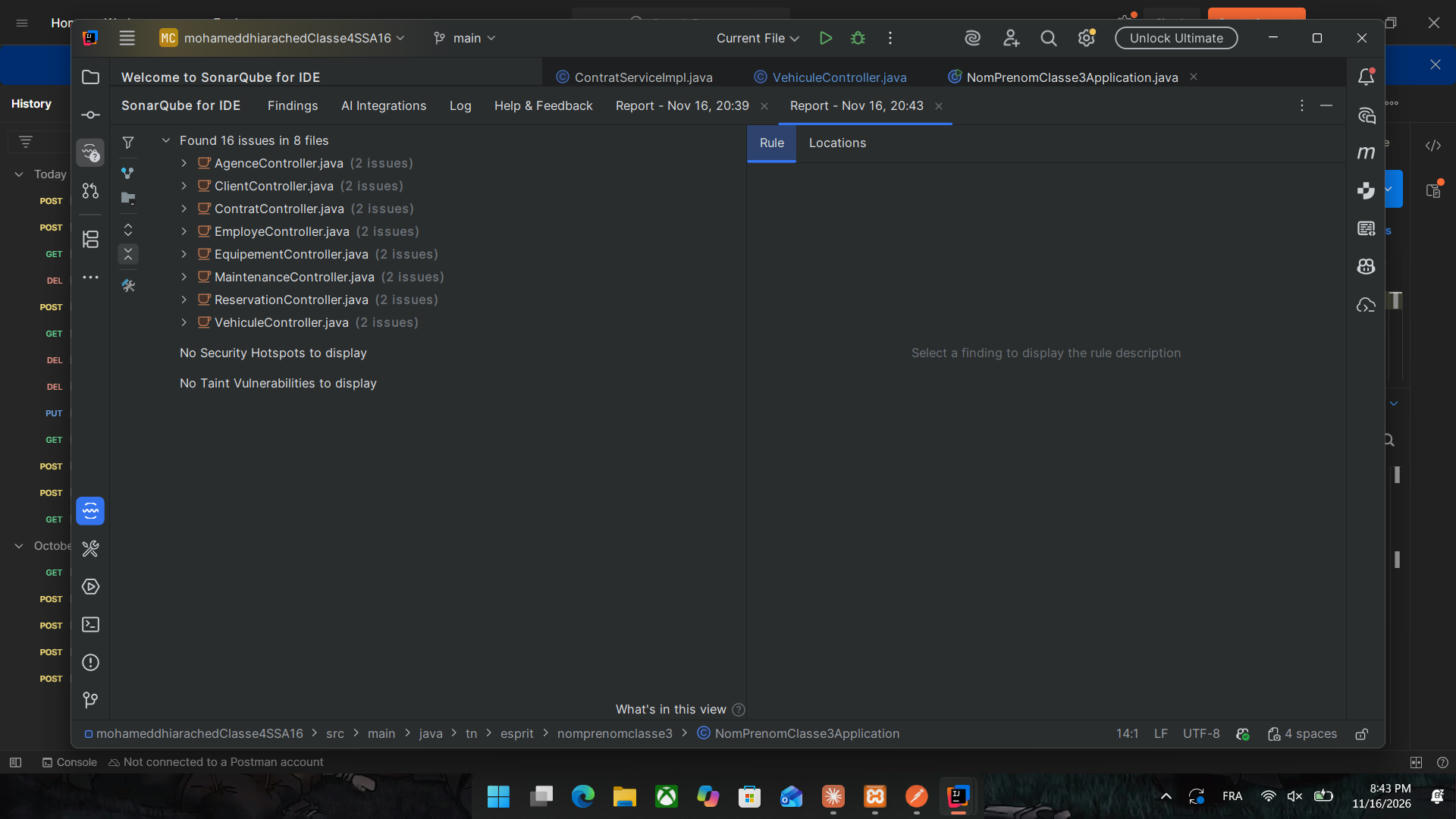 Hom
MC mohameddhiarachedClasse4SSA16
main
Current File
Unlock Ultimate
Welcome to SonarQube for IDE
ContratServiceImpl.java
VehiculeController.java
NomPrenomClasse3Application.java
SonarQube for IDE
Findings
AI Integrations
Log
Help & Feedback
Report - Nov 16, 20:39
Report - Nov 16, 20:43
History
Today
POST
POST
GET
DEL
POST
GET
DEL
DEL
PUT
GET
POST
POST
GET
Octobe
GET
POST
POST
POST
POST
Found 16 issues in 8 files
AgenceController.java (2 issues)
ClientController.java (2 issues)
ContratController.java (2 issues)
EmployeController.java (2 issues)
EquipementController.java (2 issues)
MaintenanceController.java (2 issues)
ReservationController.java (2 issues)
VehiculeController.java (2 issues)
No Security Hotspots to display
No Taint Vulnerabilities to display
Rule
Locations
Select a finding to display the rule description
What's in this view
mohameddhiarachedClasse4SSA16 > src > main > java > tn > esprit > nomprenomclasse3 > NomPrenomClasse3Application
14:1 LF UTF-8 4 spaces
Console Not connected to a Postman account
FRA
8:43 PM
11/16/2026